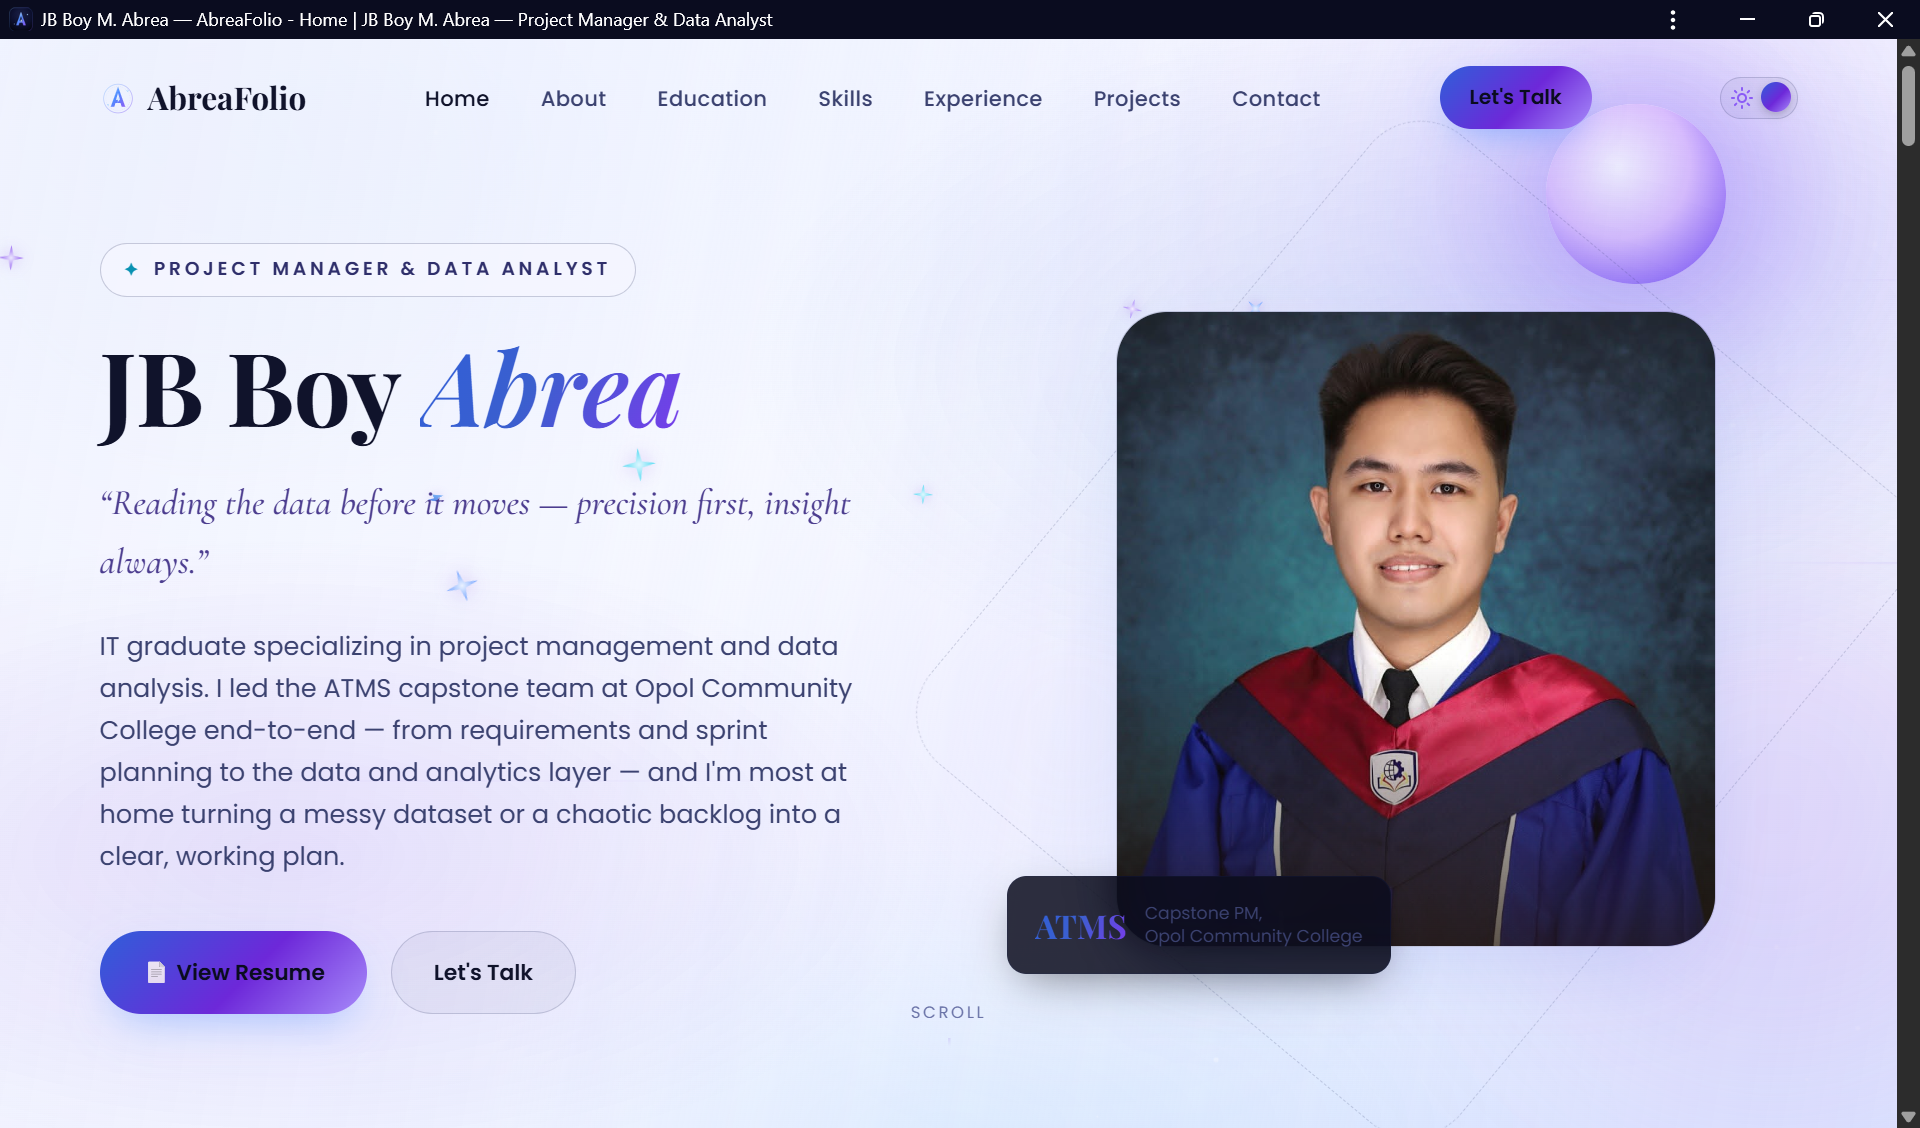 JB Boy M. Abrea — AbreaFolio - Home | JB Boy M. Abrea — Project Manager & Data Analyst
AbreaFolio
Home
About
Education
Skills
Experience
Projects
Contact
Let's Talk
PROJECT MANAGER & DATA ANALYST
JB Boy Abrea
“Reading the data before it moves — precision first, insight
always.”
IT graduate specializing in project management and data
analysis. I led the ATMS capstone team at Opol Community
College end-to-end — from requirements and sprint
planning to the data and analytics layer — and I'm most at
home turning a messy dataset or a chaotic backlog into a
clear, working plan.
View Resume
Let's Talk
ATMS
Capstone PM,
Opol Community College
SCROLL